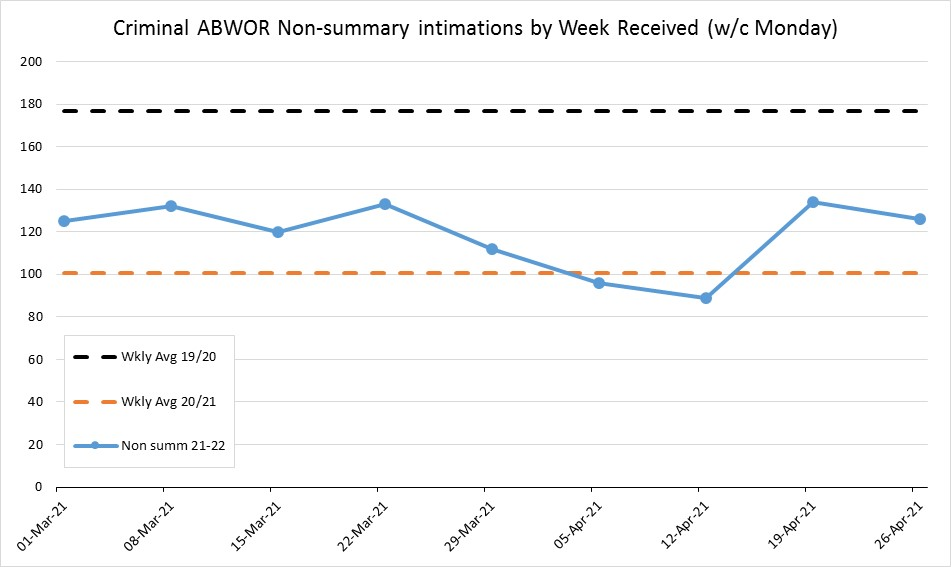 Criminal ABWOR Non-summary intimations by Week Received (w/c Monday)
200
180
160
140
120
100
80
60
40
20
0
Wkly Avg 19/20
Wkly Avg 20/21
Non summ 21-22
01-Mar-21
08-Mar-21
15-Mar-21
22-Mar-21
29-Mar-21
05-Apr-21
12-Apr-21
19-Apr-21
26-Apr-21